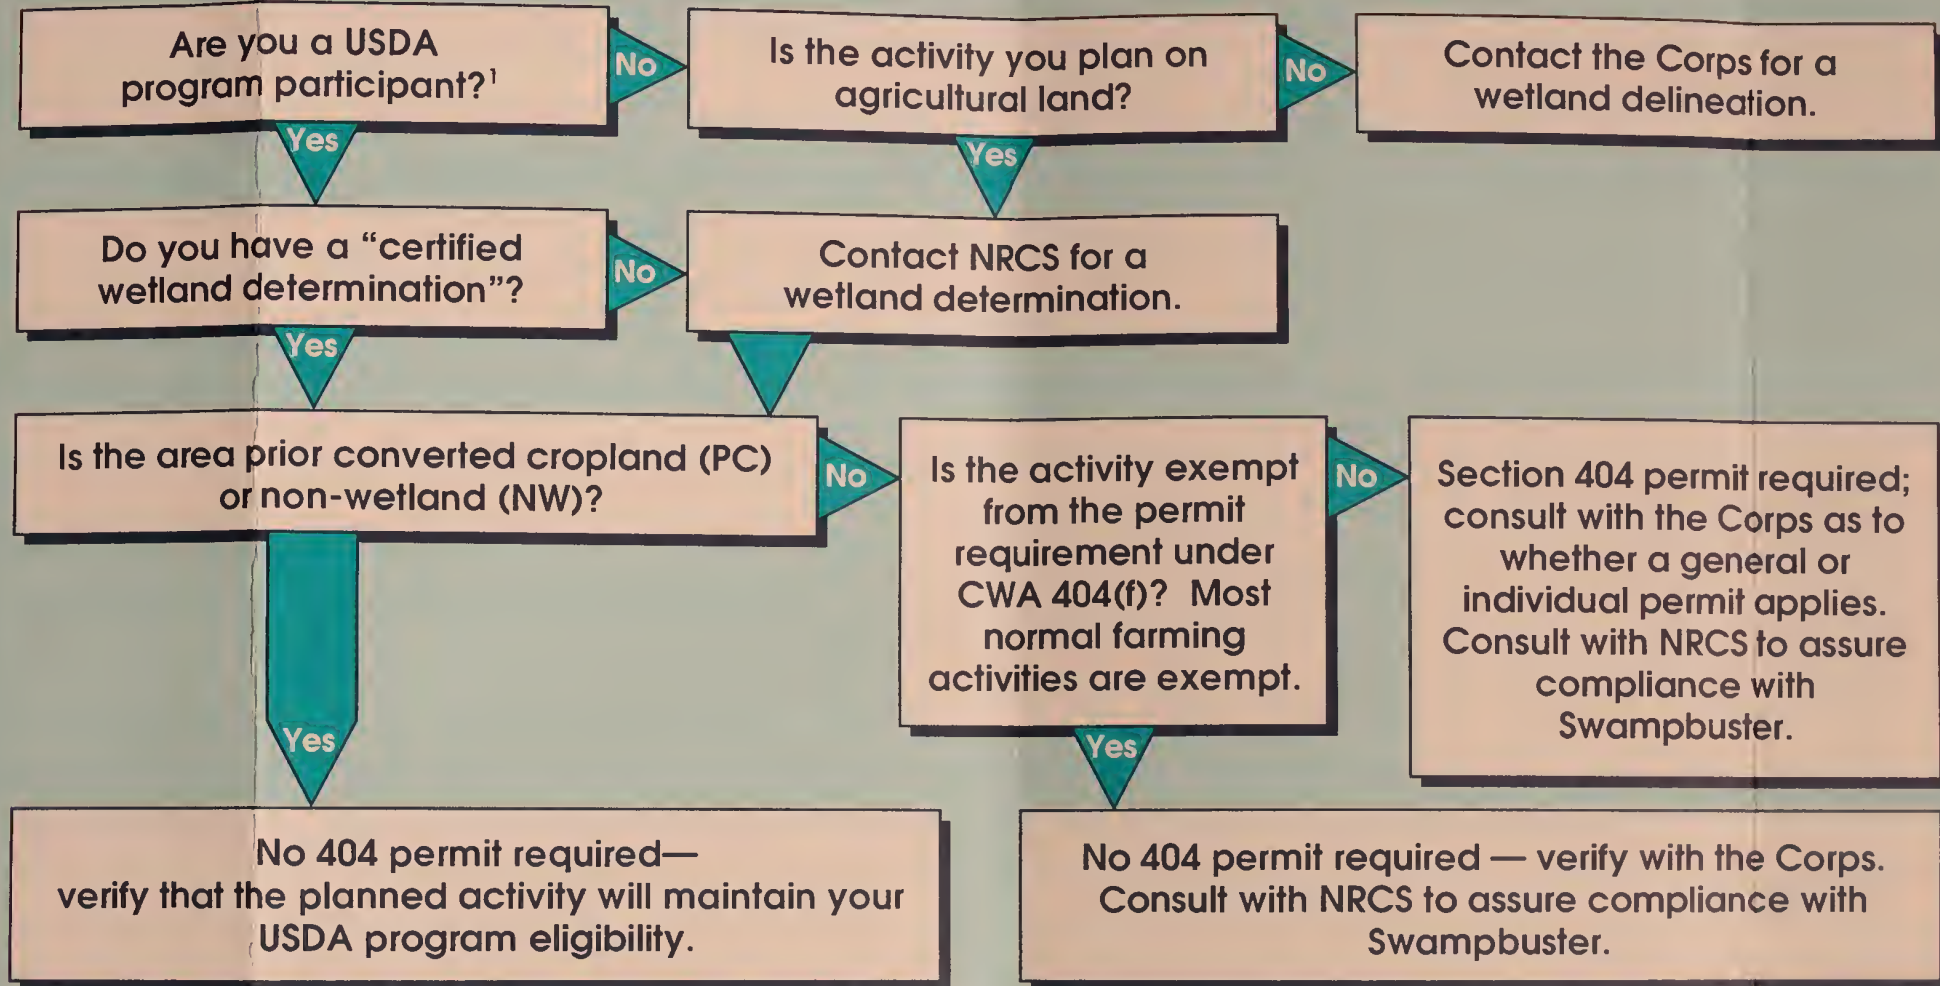 Are you a USDA
program participant?¹
No
Is the activity you plan on
agricultural land?
No
Contact the Corps for a
wetland delineation.
Yes
Yes
Do you have a “certified
wetland determination”?
No
Contact NRCS for a
wetland determination.
Yes
Is the area prior converted cropland (PC)
or non-wetland (NW)?
No
Is the activity exempt
from the permit
requirement under
CWA 404(f)? Most
normal farming
activities are exempt.
No
Section 404 permit required;
consult with the Corps as to
whether a general or
individual permit applies.
Consult with NRCS to assure
compliance with
Swampbuster.
Yes
Yes
No 404 permit required—
verify that the planned activity will maintain your
USDA program eligibility.
No 404 permit required — verify with the Corps.
Consult with NRCS to assure compliance with
Swampbuster.